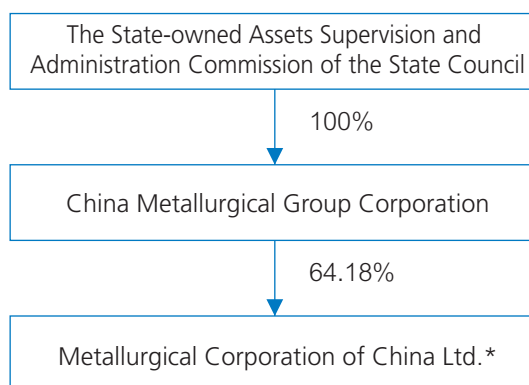 The State-owned Assets Supervision and
Administration Commission of the State Council
100%
China Metallurgical Group Corporation
64.18%
Metallurgical Corporation of China Ltd.*